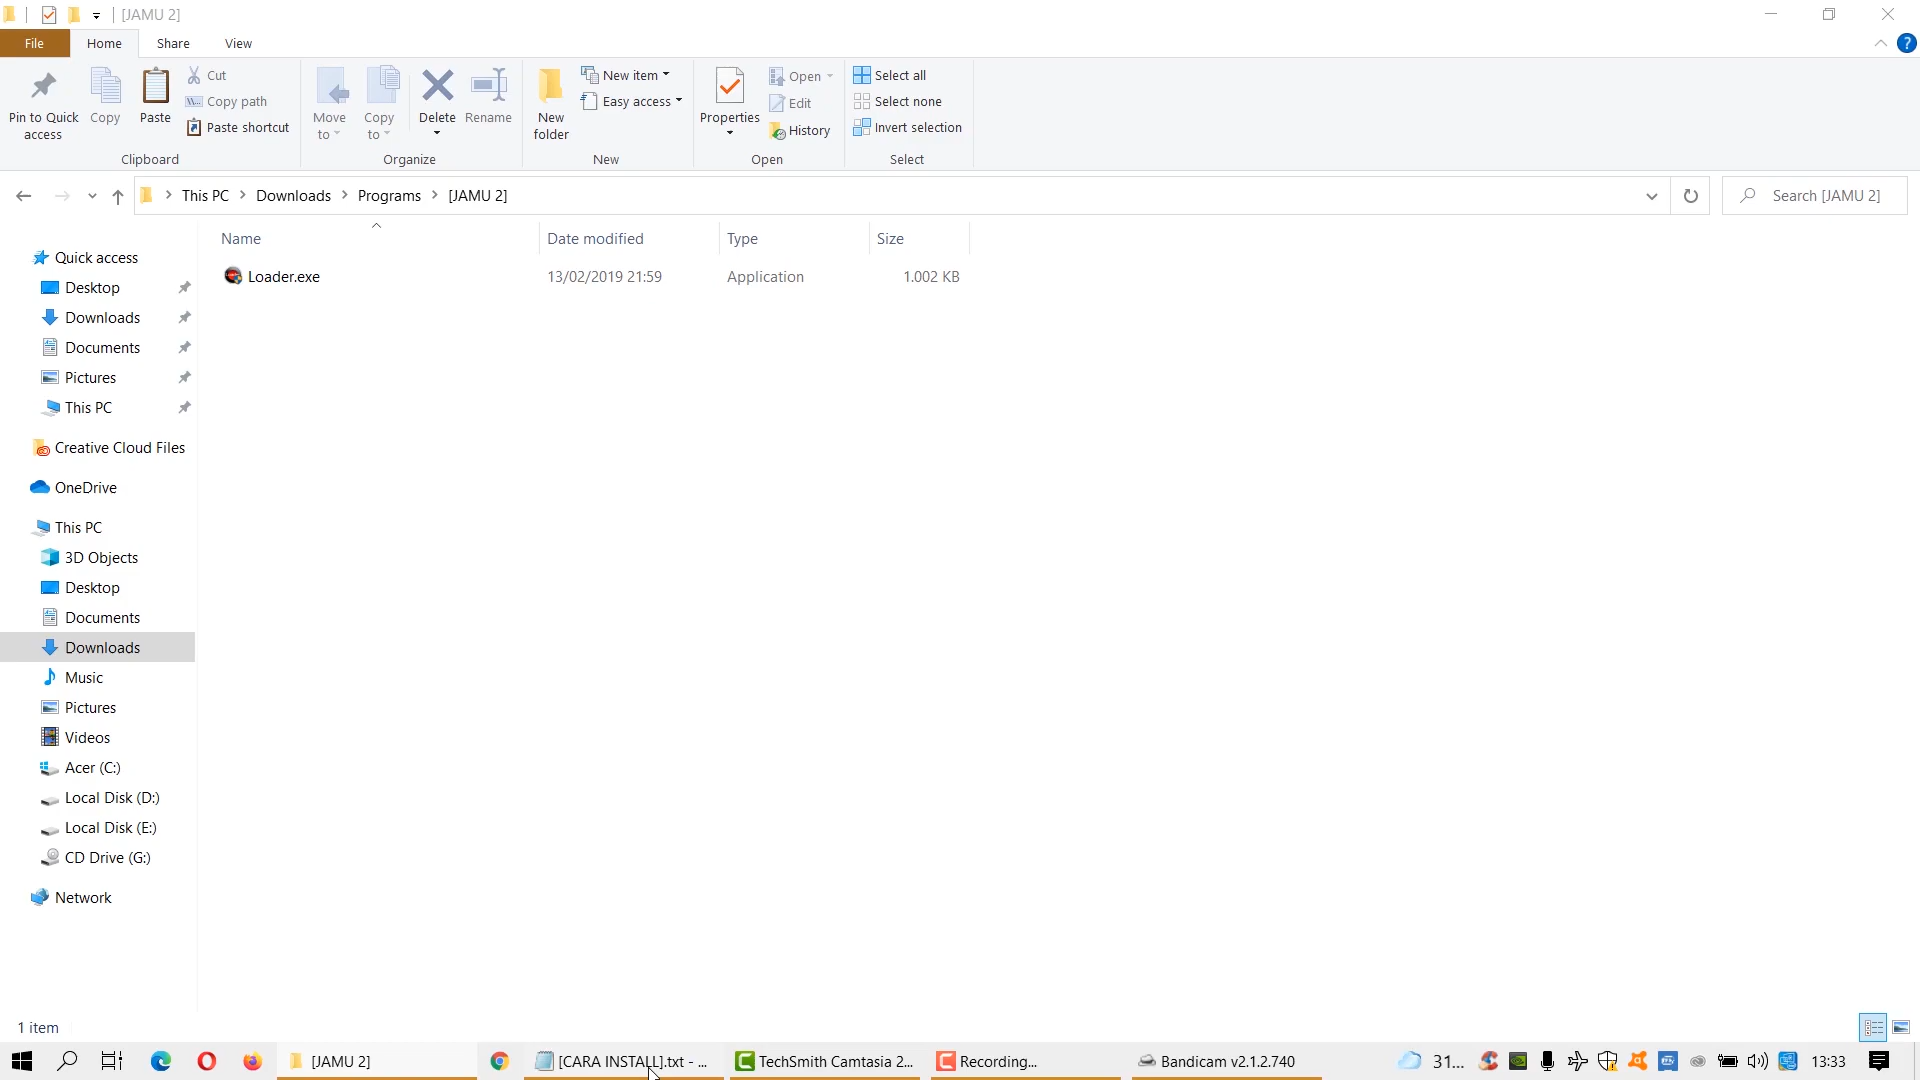 [JAMU 2]
File Home Share View
Pin to Quick access
Copy
Paste
Cut
Copy path
Paste shortcut
Clipboard
Move to
Copy to
Delete
Rename
Organize
New folder
New item
Easy access
New
Properties
Open
Edit
History
Open
Select all
Select none
Invert selection
Select
This PC > Downloads > Programs > [JAMU 2]
Search [JAMU 2]
Name Date modified Type Size
Loader.exe 13/02/2019 21:59 Application 1.002 KB
Quick access
Desktop
Downloads
Documents
Pictures
This PC
Creative Cloud Files
OneDrive
This PC
3D Objects
Desktop
Documents
Downloads
Music
Pictures
Videos
Acer (C:)
Local Disk (D:)
Local Disk (E:)
CD Drive (G:)
Network
1 item
[JAMU 2] [CARA INSTALL].txt - ... TechSmith Camtasia 2... Recording... Bandicam v2.1.2.740 31... 13:33